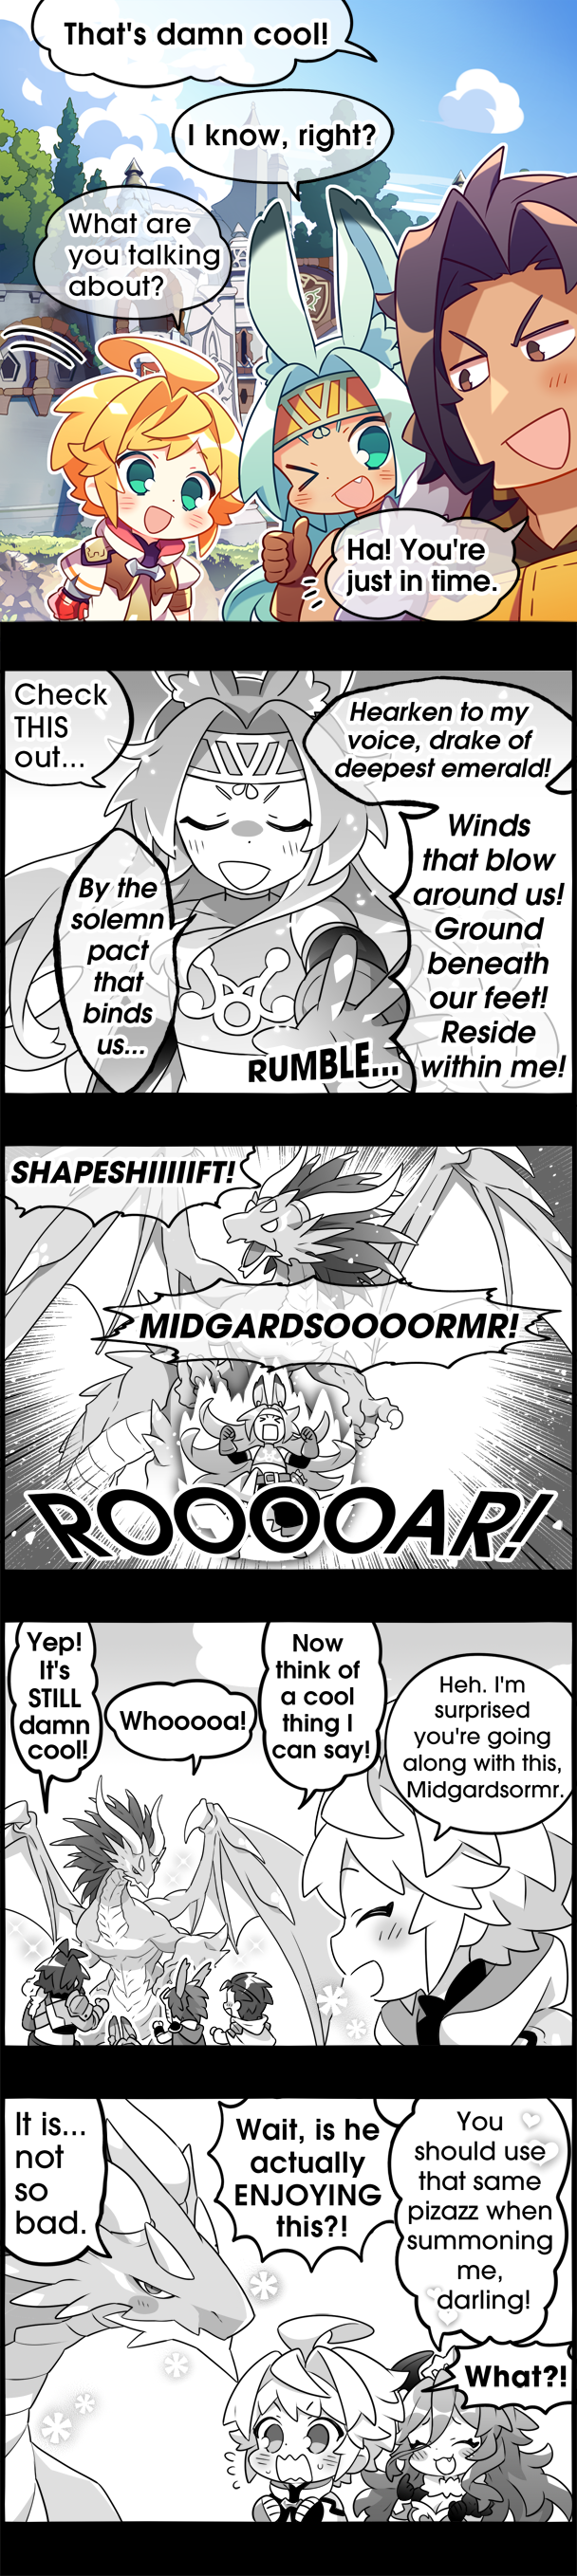 That's damn cool!
I know, right?
What are
you talking
about?
Ha! You're
just in time.
Check
THIS
out...
Hearken to my
voice, drake of
deepest emerald!
Winds
that blow
around us!
Ground
beneath
our feet!
Reside
within me!
By the
solemn
pact
that
binds
us...
RUMBLE...
SHAPESHIIIIIFT!
MIDGARDSOOOORMR!
ROOOOAR!
Yep!
It's
STILL
damn
cool!
Whooooa!
Now
think of
a cool
thing I
can say!
Heh. I'm
surprised
you're going
along with this,
Midgardsormr.
It is...
not
so
bad.
Wait, is he
actually
ENJOYING
this?!
You
should use
that same
pizazz when
summoning
me,
darling!
What?!